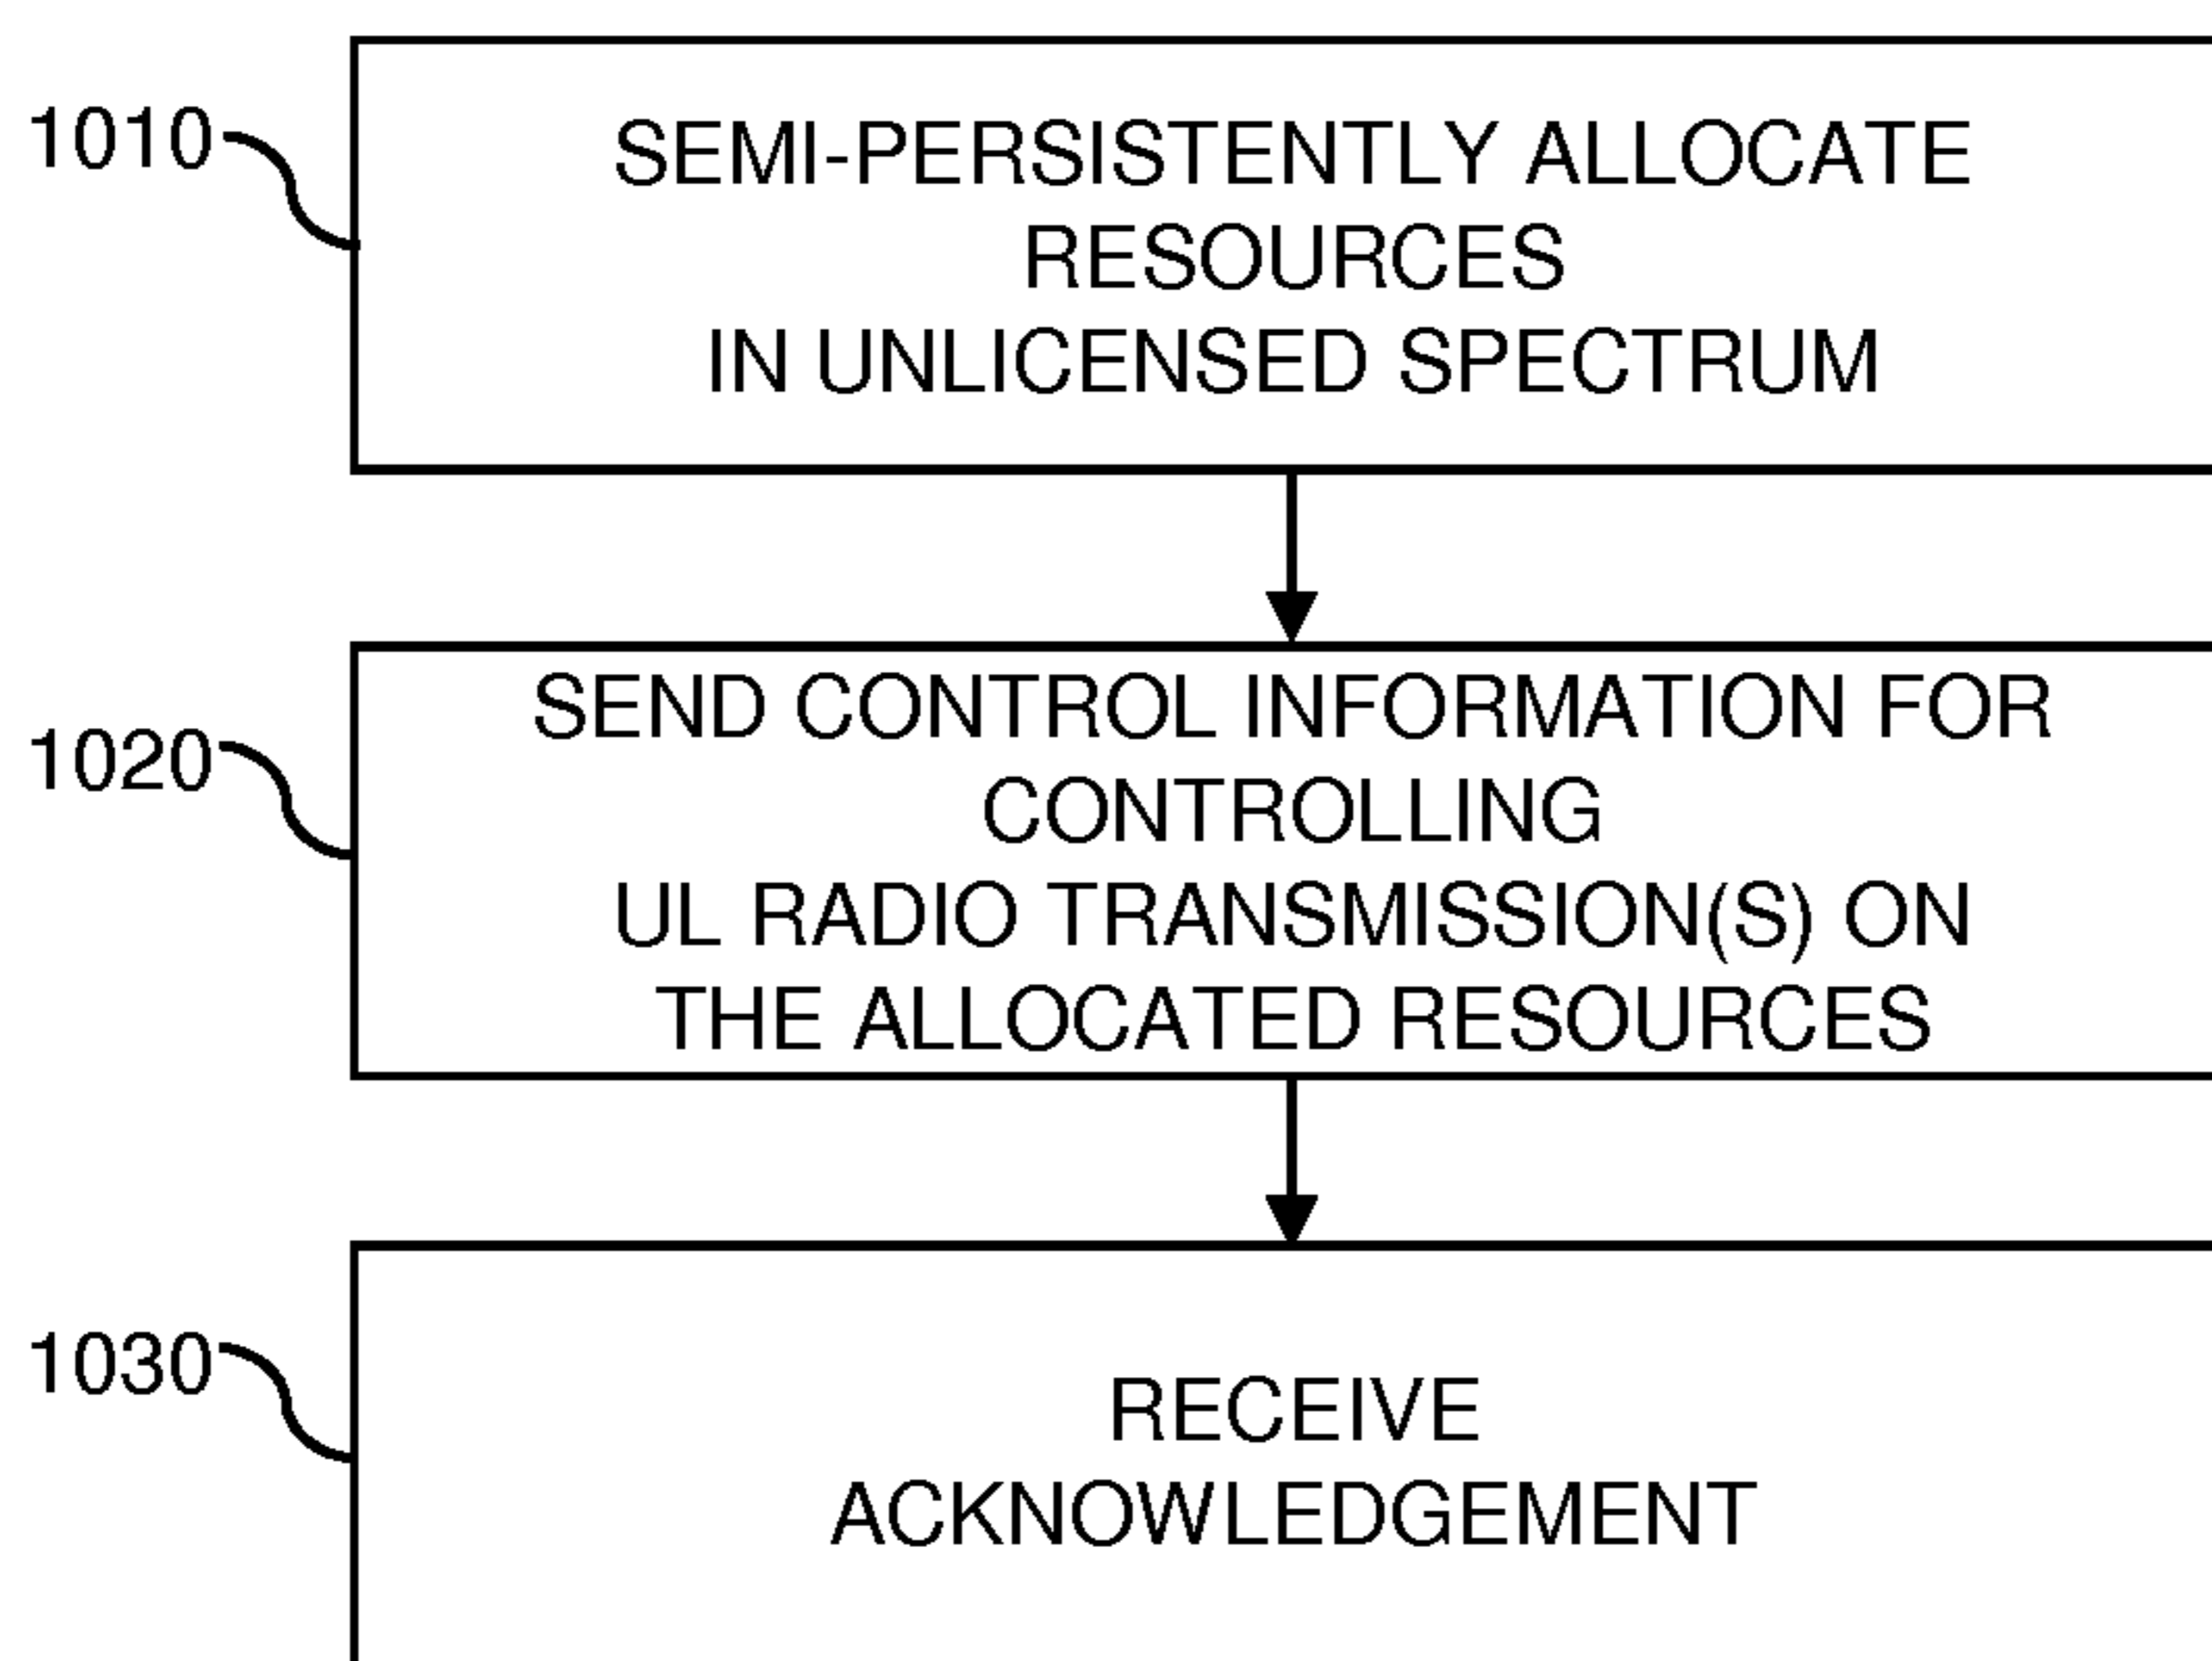 1010
SEMI-PERSISTENTLY ALLOCATE
RESOURCES
IN UNLICENSED SPECTRUM
1020
SEND CONTROL INFORMATION FOR
CONTROLLING
UL RADIO TRANSMISSION(S) ON
THE ALLOCATED RESOURCES
1030
RECEIVE
ACKNOWLEDGEMENT